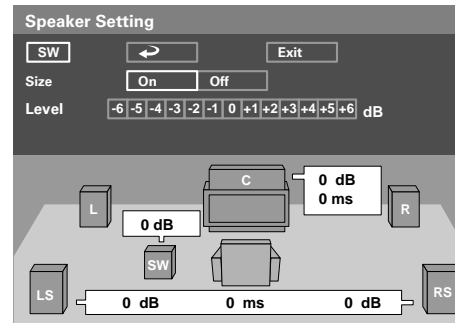 Speaker Setting
SW Exit
Size On Off
Level -6 -5 -4 -3 -2 -1 0 +1 +2 +3 +4 +5 +6 dB
C
0 dB
0 ms
L
R
0 dB
SW
LS
0 dB 0 ms 0 dB
RS